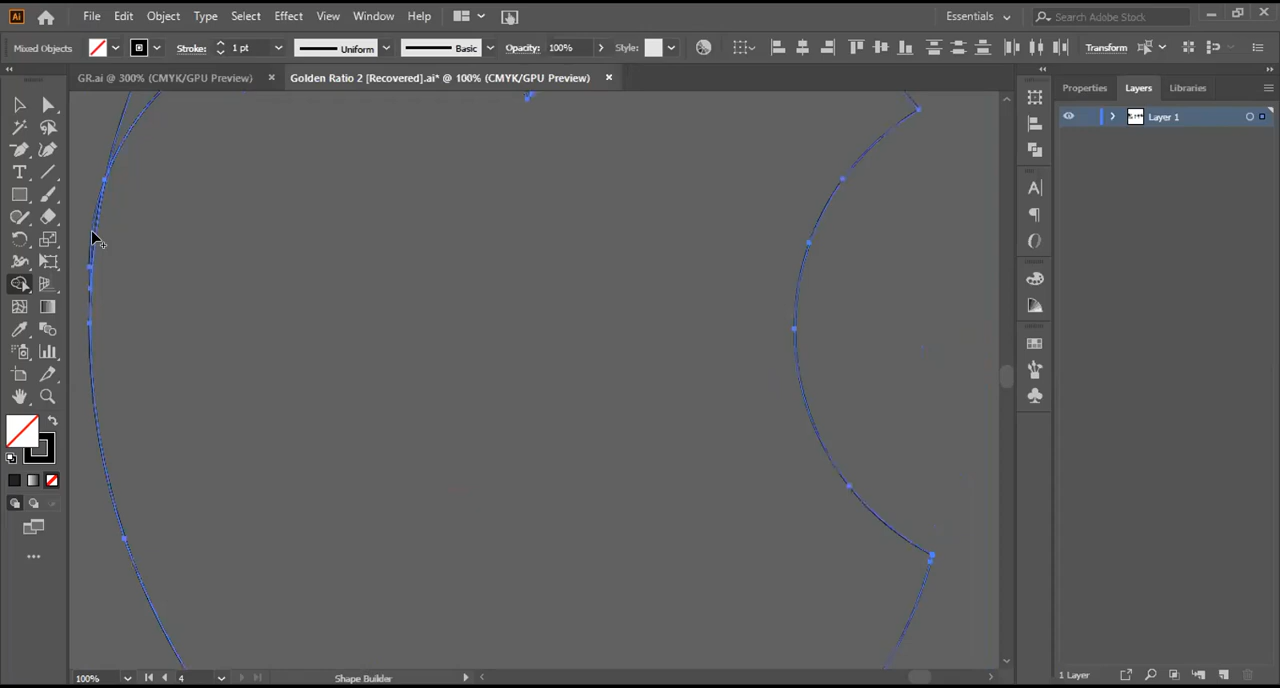 Ai File Edit Object Type Select Effect View Window Help Essentials Search Adobe Stock
Mixed Objects Stroke: 1 pt Uniform Basic Opacity: 100% Style: Transform
GR.ai @ 300% (CMYK/GPU Preview) × Golden Ratio 2 [Recovered].ai* @ 100% (CMYK/GPU Preview) ×
Properties Layers Libraries
Layer 1
100% 4 Shape Builder
1 Layer